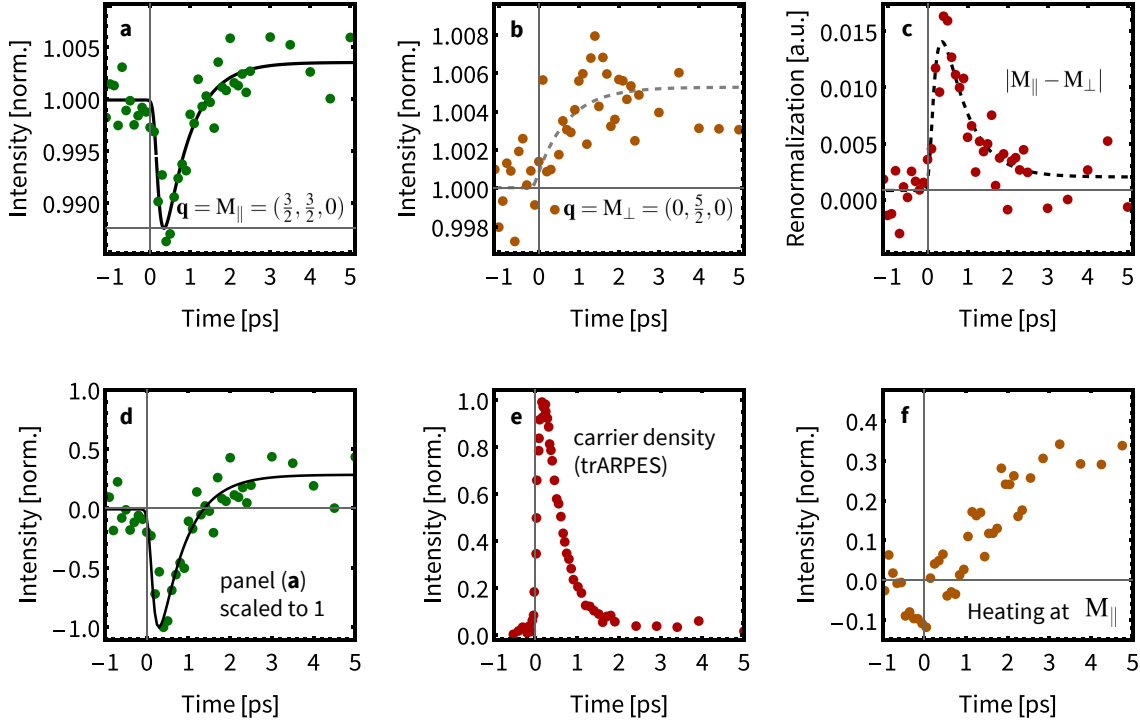 a
Intensity [norm.]
1.005
1.000
0.995
0.990
q = M∥ = (3/2, 3/2, 0)
−1 0 1 2 3 4 5
Time [ps]
b
Intensity [norm.]
1.008
1.006
1.004
1.002
1.000
0.998
q = M⊥ = (0, 5/2, 0)
−1 0 1 2 3 4 5
Time [ps]
c
Renormalization [a.u.]
0.015
0.010
0.005
0.000
|M∥ − M⊥|
−1 0 1 2 3 4 5
Time [ps]
d
Intensity [norm.]
1.0
0.5
0.0
−0.5
−1.0
panel (a)
scaled to 1
−1 0 1 2 3 4 5
Time [ps]
e
Intensity [norm.]
1.0
0.8
0.6
0.4
0.2
0.0
carrier density
(trARPES)
−1 0 1 2 3 4 5
Time [ps]
f
Intensity [norm.]
0.4
0.3
0.2
0.1
0.0
−0.1
Heating at M∥
−1 0 1 2 3 4 5
Time [ps]